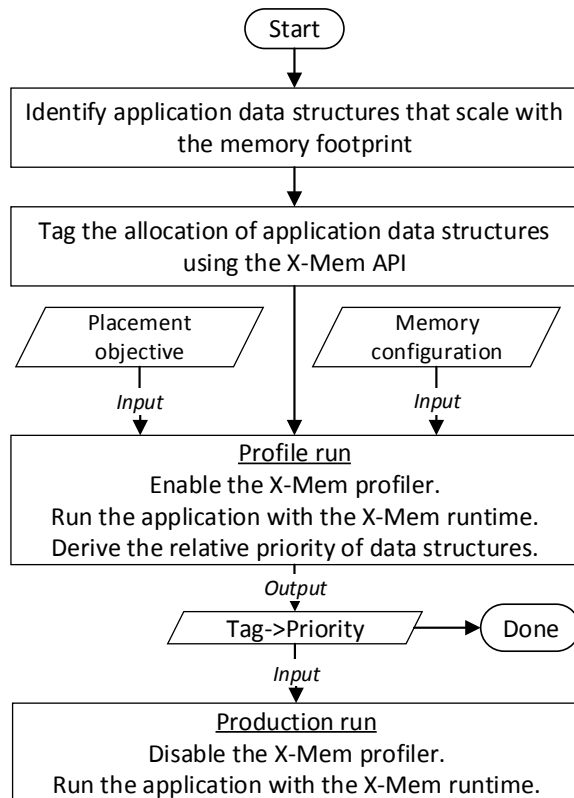 Start
Identify application data structures that scale with
the memory footprint
Tag the allocation of application data structures
using the X-Mem API
Placement
objective
Memory
configuration
Input
Input
Profile run
Enable the X-Mem profiler.
Run the application with the X-Mem runtime.
Derive the relative priority of data structures.
Output
Tag->Priority
Done
Input
Production run
Disable the X-Mem profiler.
Run the application with the X-Mem runtime.